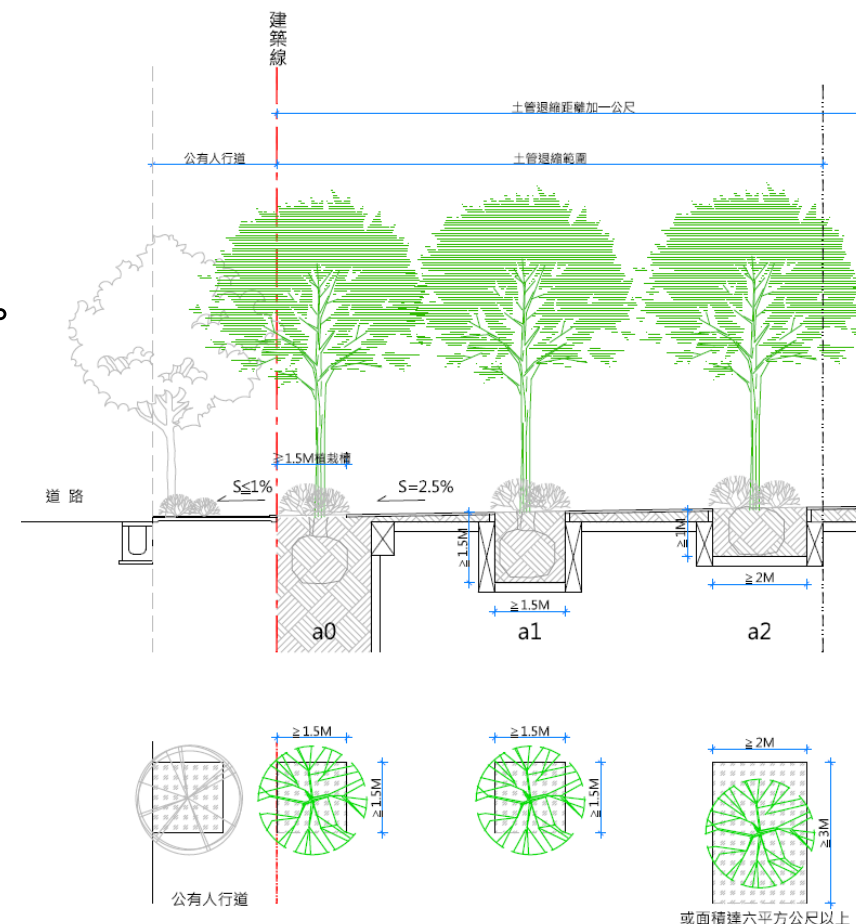 建築線
土管退縮距離加一公尺
公有人行道
土管退縮範圍
。
≧1.5M植栽槽
道路
S≦1%
S=2.5%
≧1.5M
≧1M
≧1.5M
≧2M
a0
a1
a2
≧1.5M
≧1.5M
≧2M
≧1.5M
≧1.5M
≧3M
公有人行道
或面積達六平方公尺以上